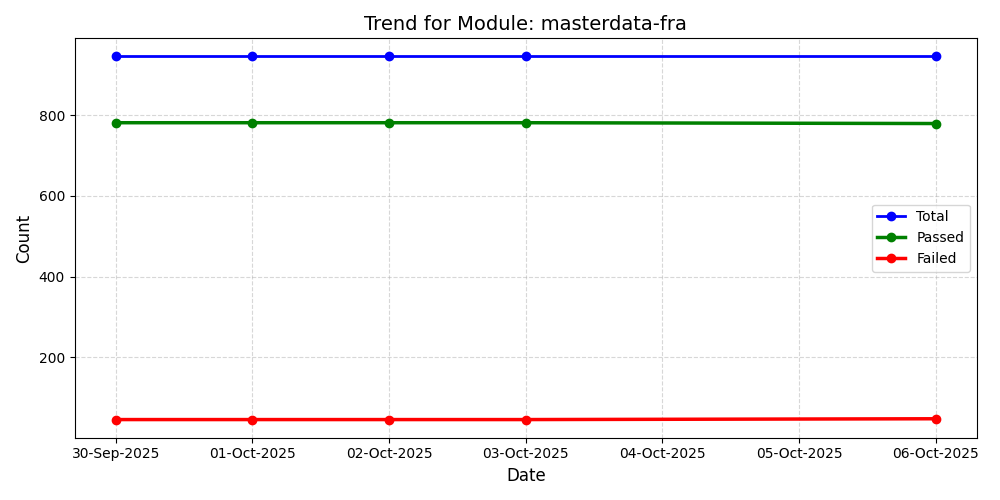 Trend for Module: masterdata-fra
Count
800
600
400
200
Total
Passed
Failed
30-Sep-2025 01-Oct-2025 02-Oct-2025 03-Oct-2025 04-Oct-2025 05-Oct-2025 06-Oct-2025
Date